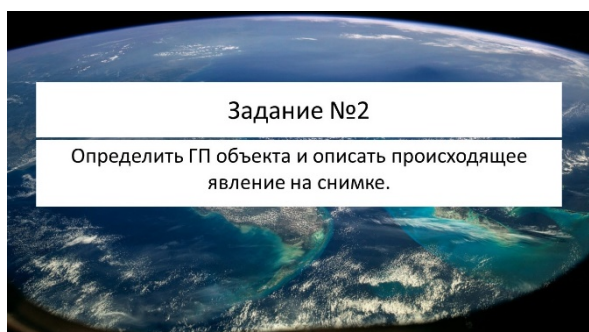 Задание №2
Определить ГП объекта и описать происходящее
явление на снимке.